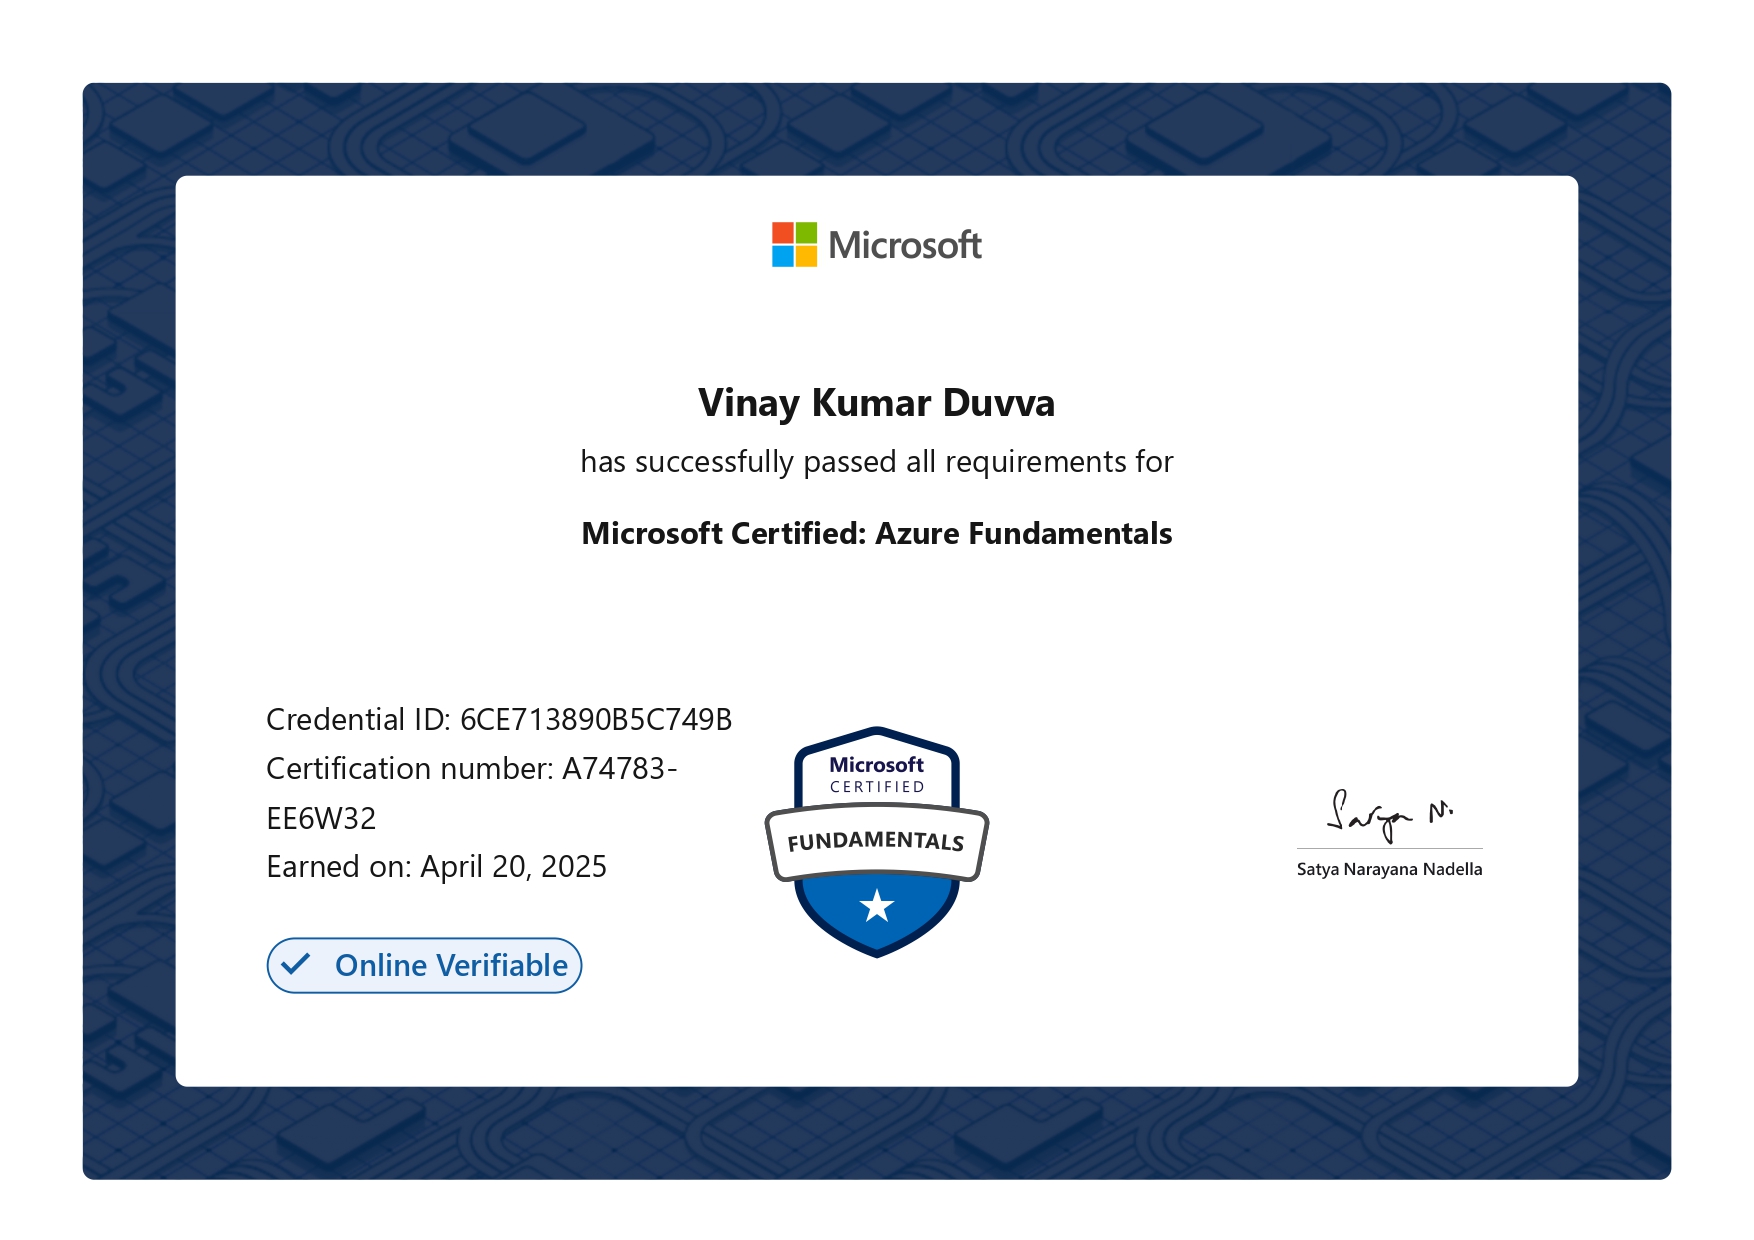 Microsoft
Vinay Kumar Duvva
has successfully passed all requirements for
Microsoft Certified: Azure Fundamentals
Credential ID: 6CE713890B5C749B
Certification number: A74783-
EE6W32
Earned on: April 20, 2025
Online Verifiable
Microsoft
CERTIFIED
FUNDAMENTALS
Satya N.
Satya Narayana Nadella